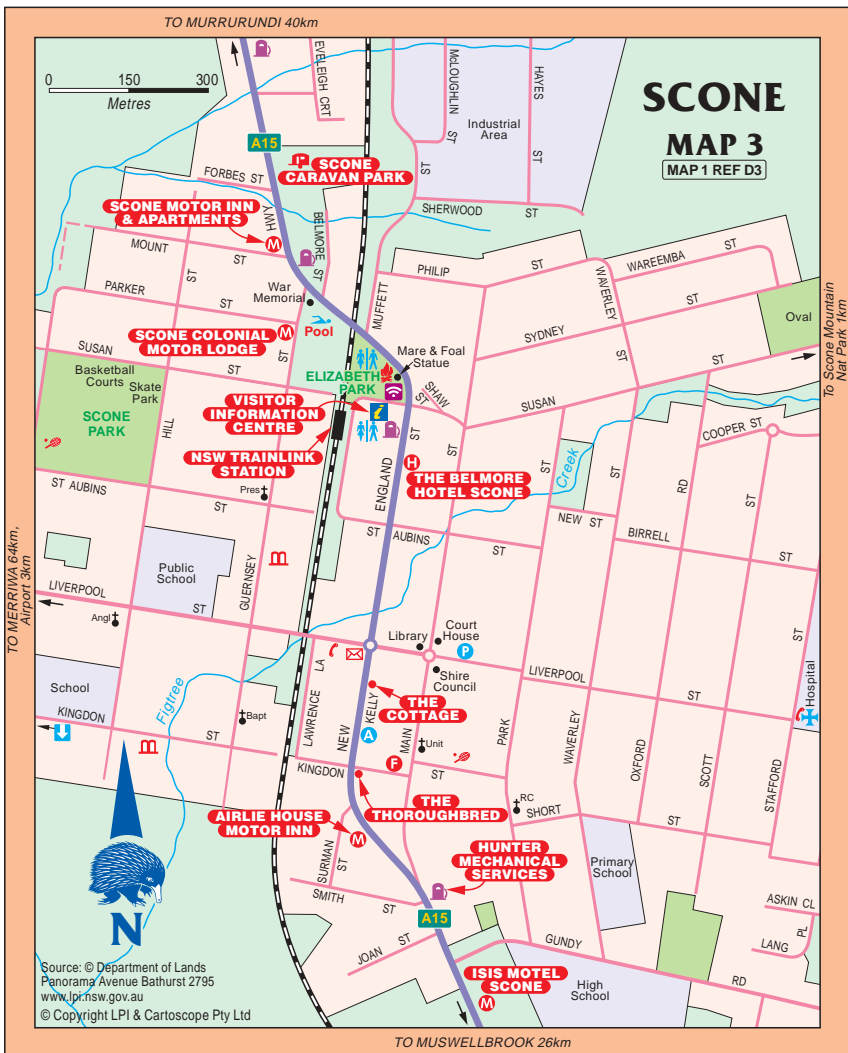 TO MURRURUNDI 40km
0 150 300
Metres
SCONE
MAP 3
MAP 1 REF D3
EVELEIGH CRT
McLOUGHLIN
ST
HAYES
ST
Industrial
Area
A15
SCONE
CARAVAN PARK
FORBES ST
ST
SHERWOOD ST
SCONE MOTOR INN
& APARTMENTS
M
HWY
BELMORE ST
MOUNT ST
ST
PARKER
War
Memorial
MUFFETT
PHILIP ST
WAVERLEY
ST
WAREEMBA ST
SYDNEY ST
Oval
TO Scone Mountain
Nat Park 1km
SCONE COLONIAL
MOTOR LODGE
M
Pool
SUSAN ST
ST
Basketball
Courts
Skate
Park
SCONE
PARK
HILL
Mare & Foal
Statue
ELIZABETH
PARK
SHAW
ST
SUSAN ST
VISITOR
INFORMATION
CENTRE
i
NSW TRAINLINK
STATION
H
THE BELMORE
HOTEL SCONE
ENGLAND
ST
ST
ST
Creek
ST
RD
COOPER ST
ST
ST AUBINS ST
Pres
ST AUBINS ST
NEW ST
BIRRELL ST
Public
School
GUERNSEY
TO MERRIWA 64km,
Airport 3km
LIVERPOOL ST
Angl
Library
Court
House
P
Shire
Council
LIVERPOOL ST
ST
Hospital
School
KINGDON ST
Figtree
Bapt
LAWRENCE LA
NEW
KELLY
THE
COTTAGE
A
MAIN
Unit
F
PARK
WAVERLEY
OXFORD
SCOTT
STAFFORD
KINGDON ST
THE
THOROUGHBRED
RC
SHORT ST
AIRLIE HOUSE
MOTOR INN
M
SURMAN
ST
HUNTER
MECHANICAL
SERVICES
Primary
School
SMITH ST
A15
JOAN ST
GUNDY RD
ASKIN CL
LANG PL
ISIS MOTEL
SCONE
M
High
School
N
Source: © Department of Lands
Panorama Avenue Bathurst 2795
www.lpi.nsw.gov.au
© Copyright LPI & Cartoscope Pty Ltd
TO MUSWELLBROOK 26km